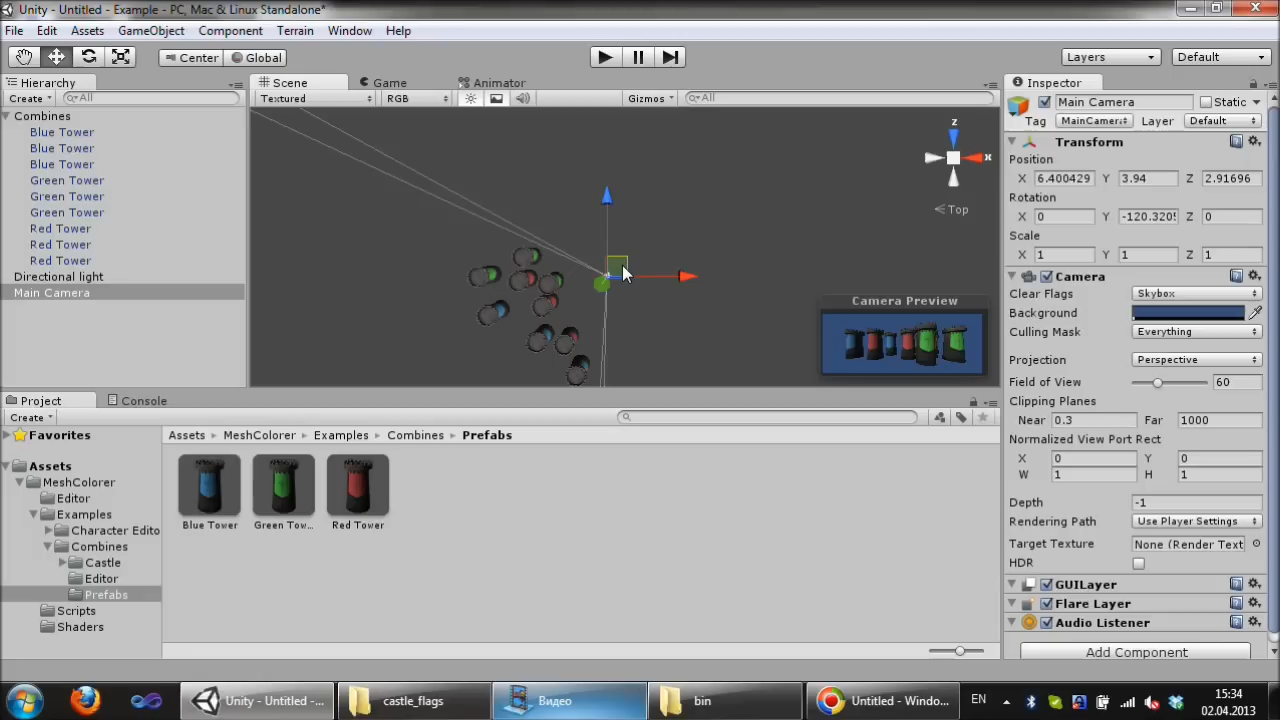 Unity - Untitled - Example - PC, Mac & Linux Standalone*
File Edit Assets GameObject Component Terrain Window Help
Center Global Layers Default
Hierarchy
Create All
Combines
Blue Tower
Blue Tower
Blue Tower
Green Tower
Green Tower
Green Tower
Red Tower
Red Tower
Red Tower
Directional light
Main Camera
Scene Game Animator
Textured RGB Gizmos All
z
x
Top
Camera Preview
Project Console
Create
Favorites
Assets
MeshColorer
Editor
Examples
Character Edito
Combines
Castle
Editor
Prefabs
Scripts
Shaders
Assets MeshColorer Examples Combines Prefabs
Blue Tower Green Tow... Red Tower
Inspector
Main Camera Static
Tag MainCamera Layer Default
Transform
Position
X 6.400429 Y 3.94 Z 2.91696
Rotation
X 0 Y -120.3205 Z 0
Scale
X 1 Y 1 Z 1
Camera
Clear Flags Skybox
Background
Culling Mask Everything
Projection Perspective
Field of View 60
Clipping Planes
Near 0.3 Far 1000
Normalized View Port Rect
X 0 Y 0
W 1 H 1
Depth -1
Rendering Path Use Player Settings
Target Texture None (Render Text
HDR
GUILayer
Flare Layer
Audio Listener
Add Component
Unity - Untitled -... castle_flags Видео bin Untitled - Windo... EN 15:34
02.04.2013